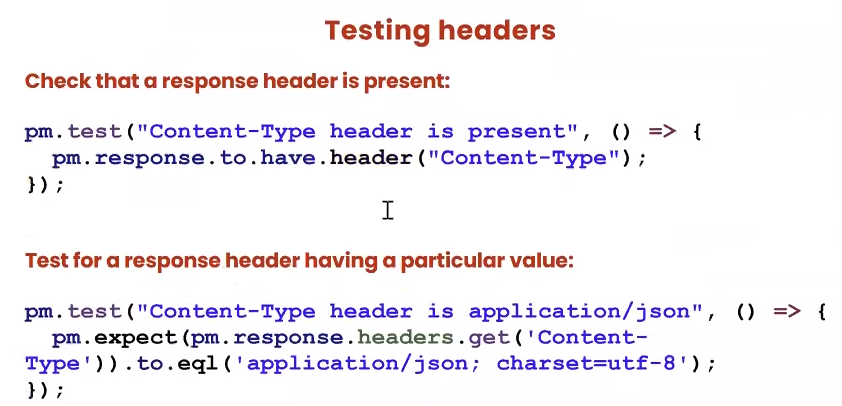 Testing headers
Check that a response header is present:
pm.test("Content-Type header is present", () => {
pm.response.to.have.header("Content-Type");
});
Test for a response header having a particular value:
pm.test("Content-Type header is application/json", () => {
pm.expect(pm.response.headers.get('Content-
Type')).to.eql('application/json; charset=utf-8');
});